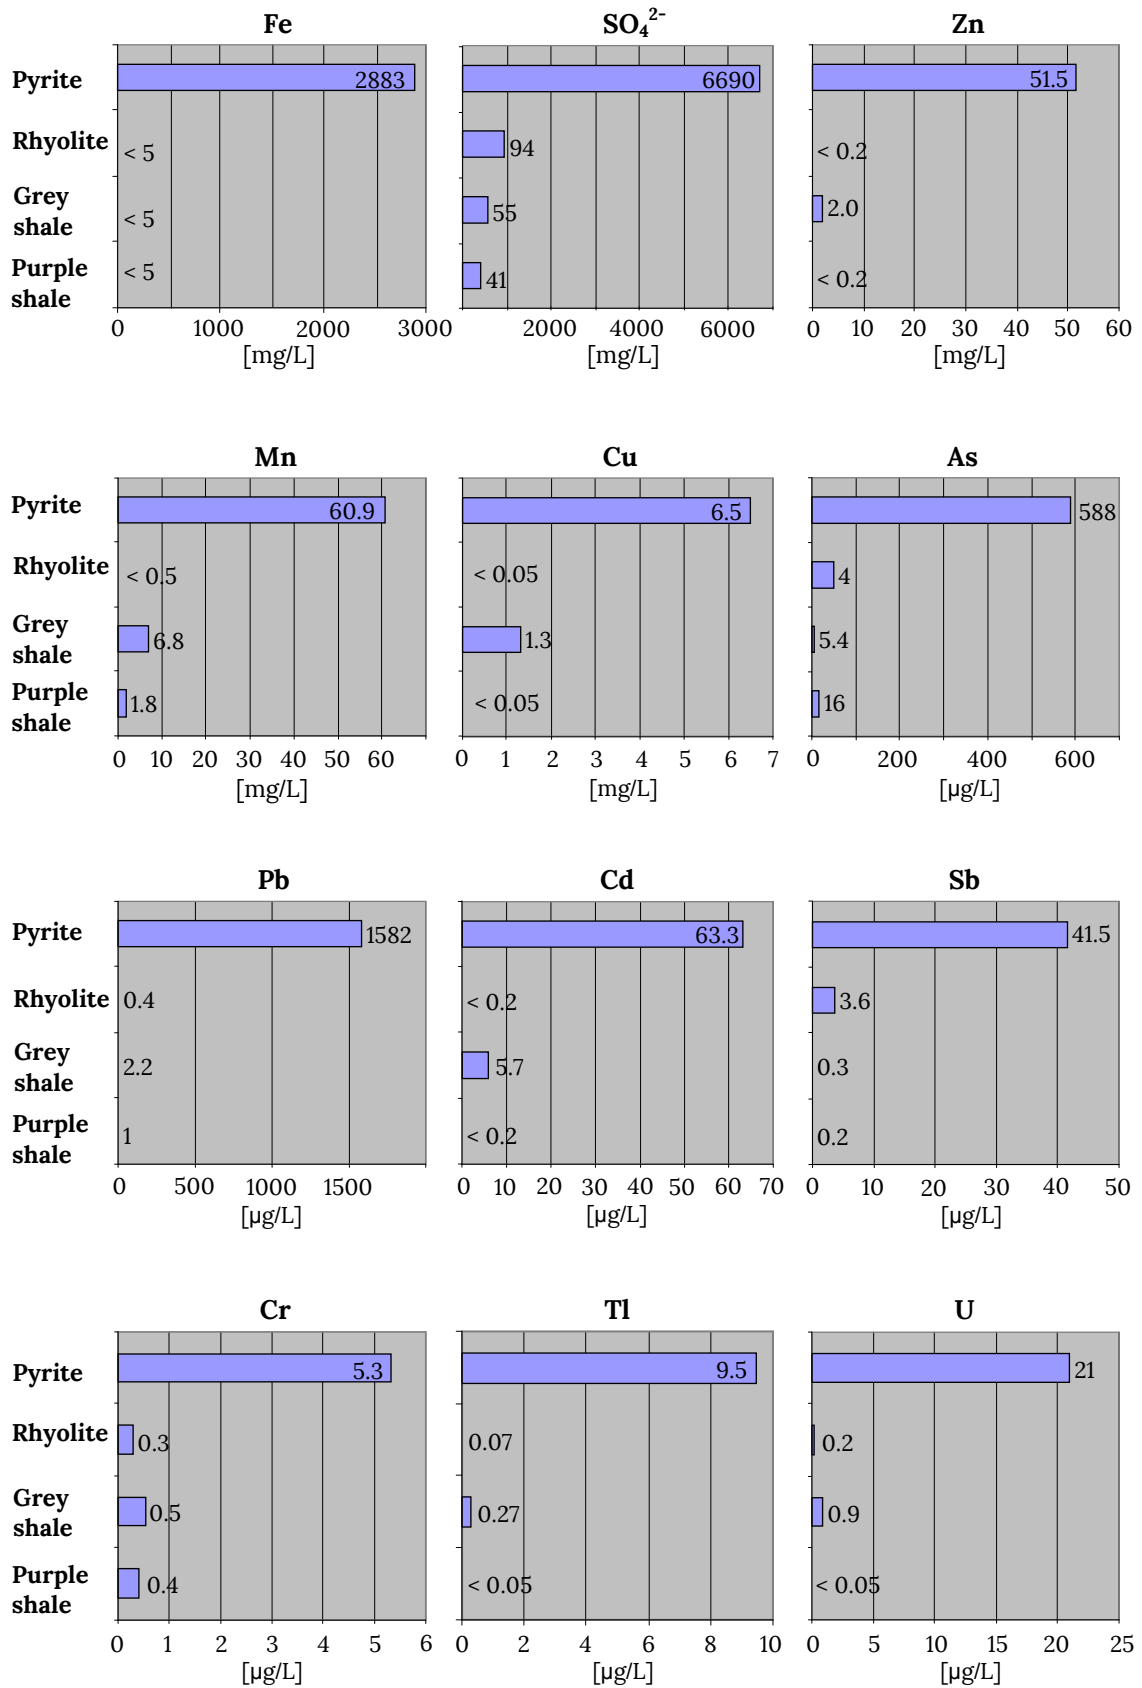 Fe
SO₄²⁻
Zn
Pyrite
2883
6690
51.5
Rhyolite
< 5
94
< 0.2
Grey
shale
< 5
55
2.0
Purple
shale
< 5
41
< 0.2
0 1000 2000 3000
2000 4000 6000
0 10 20 30 40 50 60
[mg/L]
[mg/L]
[mg/L]
Mn
Cu
As
Pyrite
60.9
6.5
588
Rhyolite
< 0.5
< 0.05
4
Grey
shale
6.8
1.3
5.4
Purple
shale
1.8
< 0.05
16
0 10 20 30 40 50 60
0 1 2 3 4 5 6 7
0 200 400 600
[mg/L]
[mg/L]
[µg/L]
Pb
Cd
Sb
Pyrite
1582
63.3
41.5
Rhyolite
0.4
< 0.2
3.6
Grey
shale
2.2
5.7
0.3
Purple
shale
1
< 0.2
0.2
0 500 1000 1500
0 10 20 30 40 50 60 70
0 10 20 30 40 50
[µg/L]
[µg/L]
[µg/L]
Cr
Tl
U
Pyrite
5.3
9.5
21
Rhyolite
0.3
0.07
0.2
Grey
shale
0.5
0.27
0.9
Purple
shale
0.4
< 0.05
< 0.05
0 1 2 3 4 5 6
0 2 4 6 8 10
0 5 10 15 20 25
[µg/L]
[µg/L]
[µg/L]